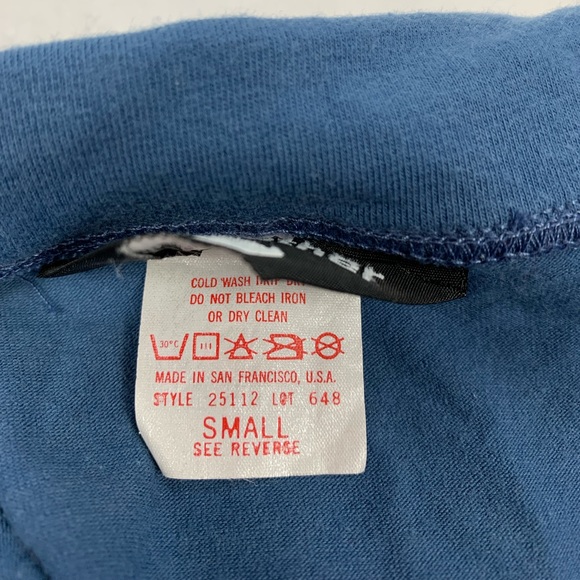 COLD WASH DRIP DRY
DO NOT BLEACH IRON
OR DRY CLEAN
30°C
MADE IN SAN FRANCISCO, U.S.A.
STYLE 25112 LOT 648
SMALL
SEE REVERSE